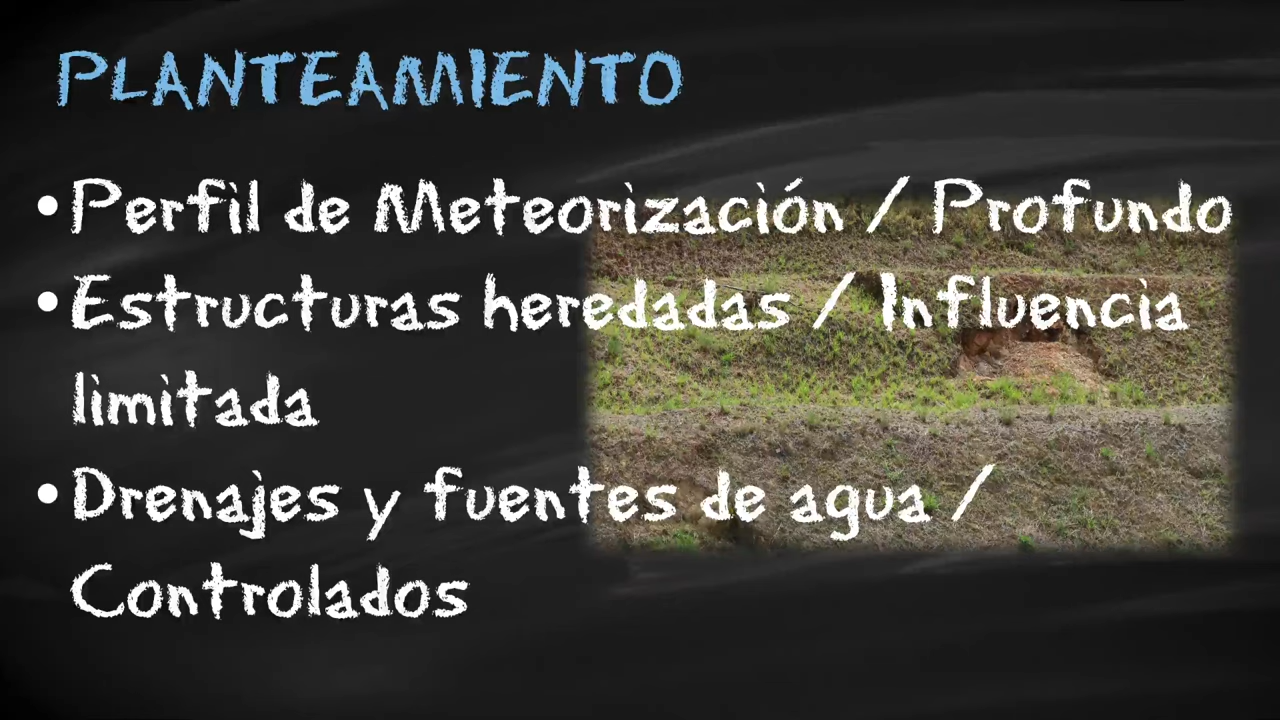 PLANTEAMIENTO
• Perfil de Meteorización / Profundo
• Estructuras heredadas / Influencia
limitada
• Drenajes y fuentes de agua /
Controlados